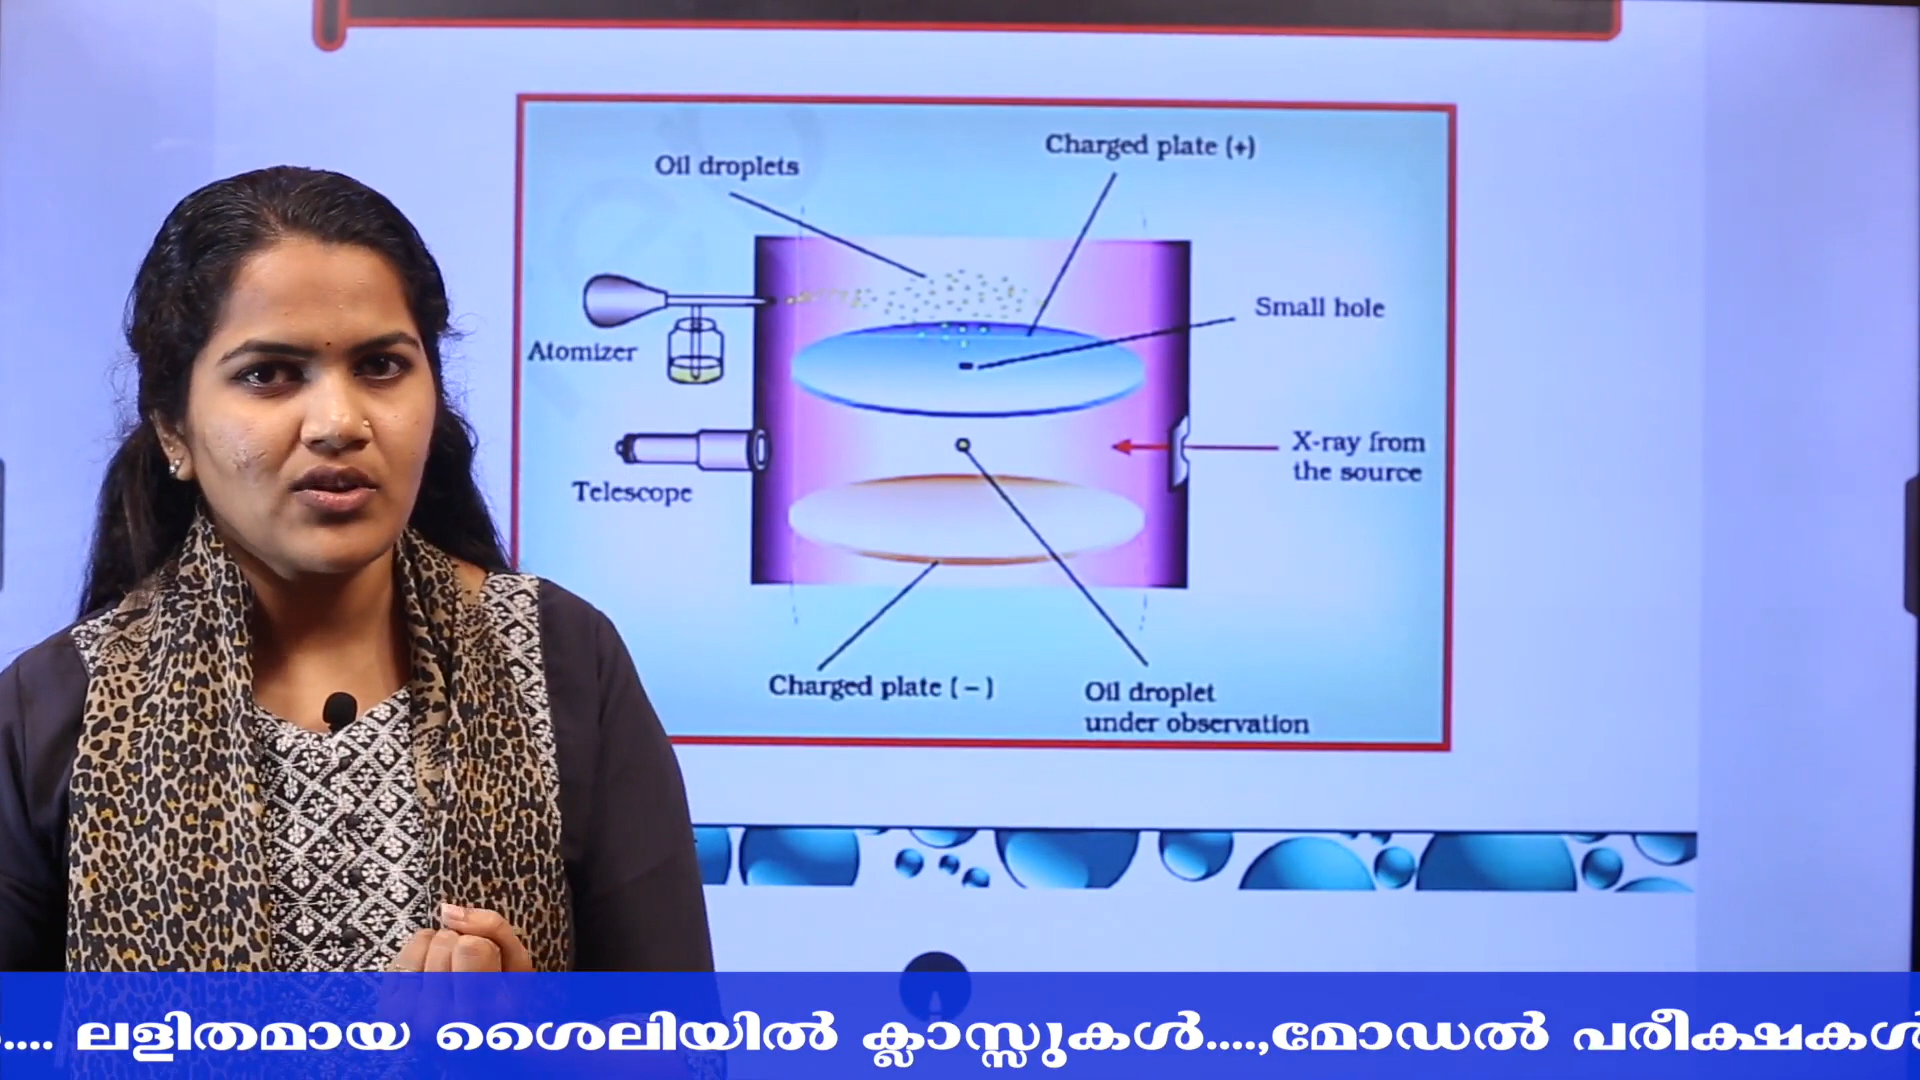 Oil droplets
Charged plate (+)
Small hole
Atomizer
X-ray from
the source
Telescope
Charged plate (−)
Oil droplet
under observation
.... ലളിതമായ ശൈലിയിൽ ക്ലാസ്സുകൾ....,മോഡൽ പരീക്ഷകൾ